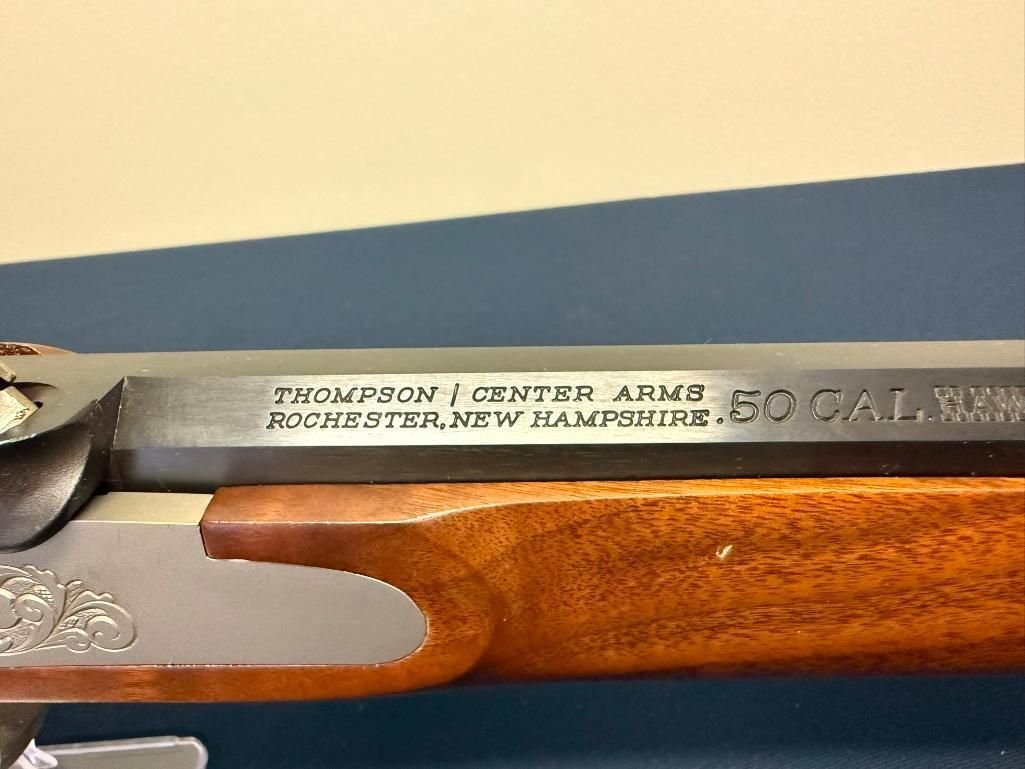 THOMPSON / CENTER ARMS
ROCHESTER, NEW HAMPSHIRE.
.50 CAL.